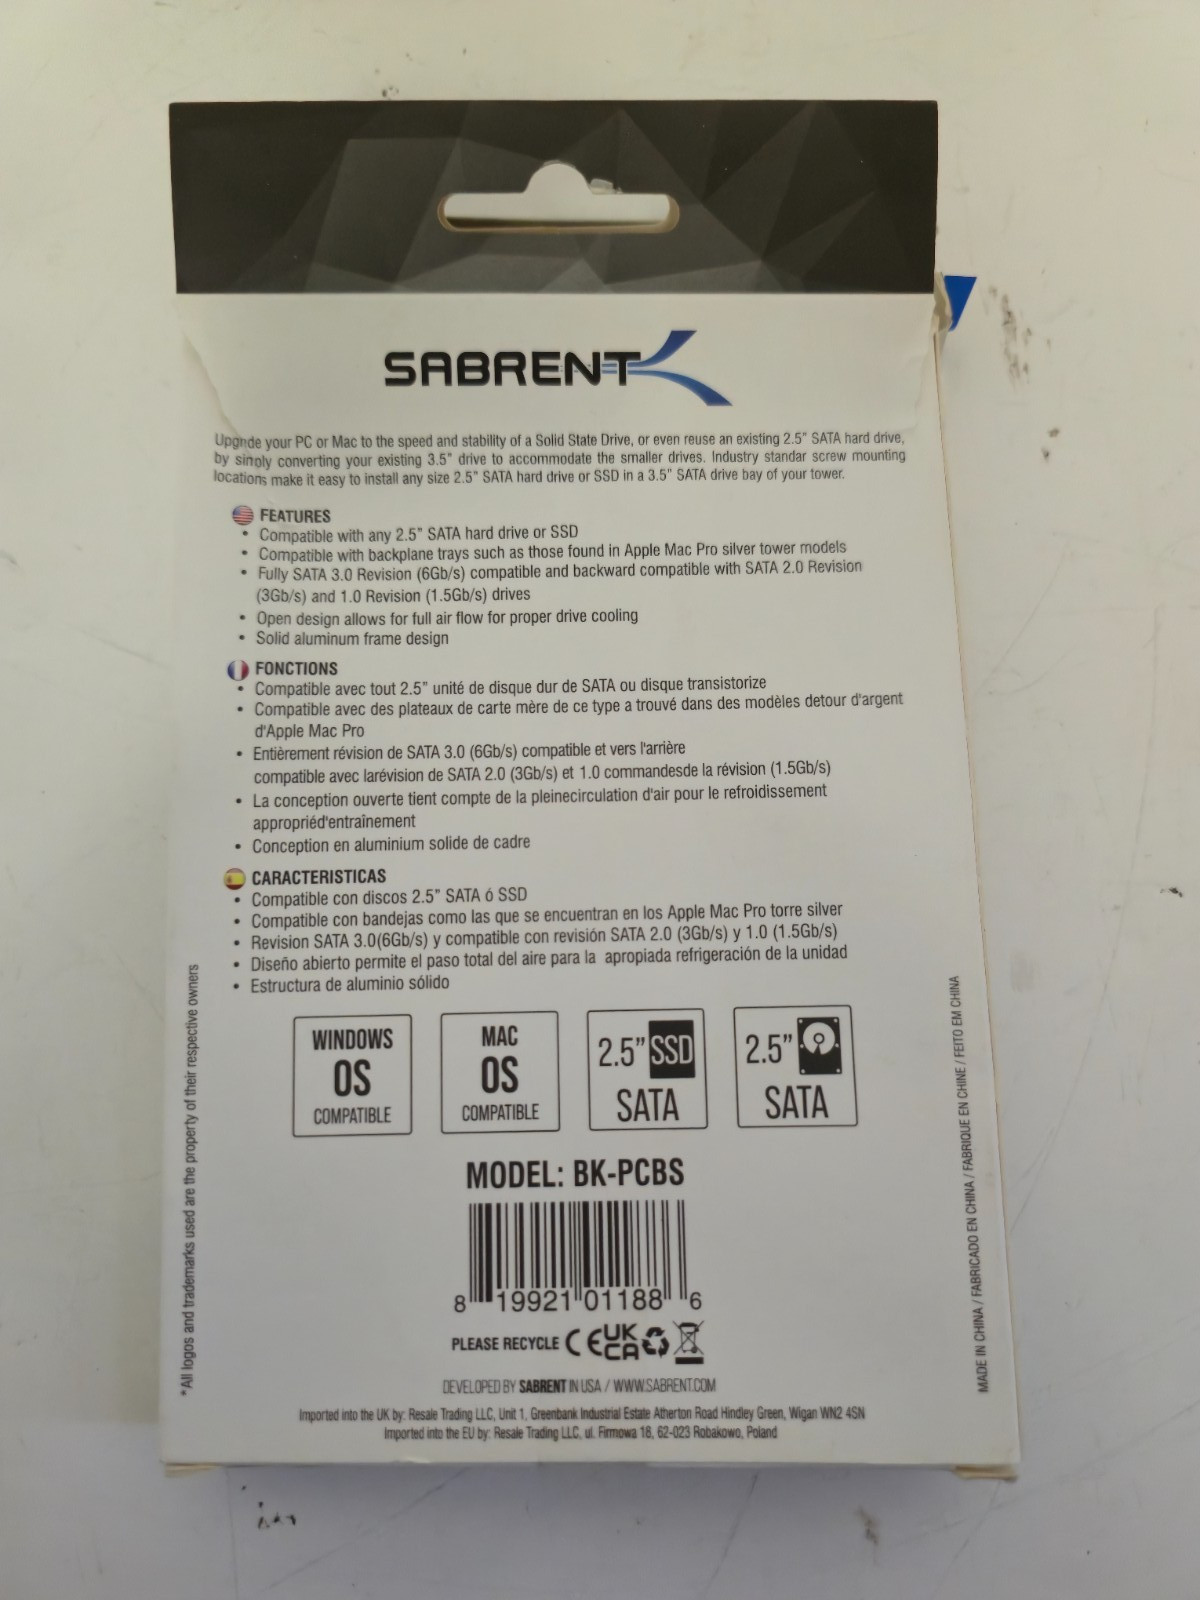 SABRENT
Upgrade your PC or Mac to the speed and stability of a Solid State Drive, or even reuse an existing 2.5" SATA hard drive,
by simply converting your existing 3.5" drive to accommodate the smaller drives. Industry standar screw mounting
locations make it easy to install any size 2.5" SATA hard drive or SSD in a 3.5" SATA drive bay of your tower.
FEATURES
• Compatible with any 2.5" SATA hard drive or SSD
• Compatible with backplane trays such as those found in Apple Mac Pro silver tower models
• Fully SATA 3.0 Revision (6Gb/s) compatible and backward compatible with SATA 2.0 Revision
(3Gb/s) and 1.0 Revision (1.5Gb/s) drives
• Open design allows for full air flow for proper drive cooling
• Solid aluminum frame design
FONCTIONS
• Compatible avec tout 2.5" unité de disque dur de SATA ou disque transistorize
• Compatible avec des plateaux de carte mère de ce type a trouvé dans des modèles detour d'argent
d'Apple Mac Pro
• Entièrement révision de SATA 3.0 (6Gb/s) compatible et vers l'arrière
compatible avec larévision de SATA 2.0 (3Gb/s) et 1.0 commandesde la révision (1.5Gb/s)
• La conception ouverte tient compte de la pleinecirculation d'air pour le refroidissement
appropriéd'entraînement
• Conception en aluminium solide de cadre
CARACTERISTICAS
• Compatible con discos 2.5" SATA ó SSD
• Compatible con bandejas como las que se encuentran en los Apple Mac Pro torre silver
• Revision SATA 3.0(6Gb/s) y compatible con revisión SATA 2.0 (3Gb/s) y 1.0 (1.5Gb/s)
• Diseño abierto permite el paso total del aire para la apropiada refrigeración de la unidad
• Estructura de aluminio sólido
WINDOWS
OS
COMPATIBLE
MAC
OS
COMPATIBLE
2.5" SSD
SATA
2.5"
SATA
MODEL: BK-PCBS
8 19921 01188 6
PLEASE RECYCLE CE UK
CA
DEVELOPED BY SABRENT IN USA / WWW.SABRENT.COM
Imported into the UK by: Resale Trading LLC, Unit 1, Greenbank Industrial Estate Atherton Road Hindley Green, Wigan WN2 4SN
Imported into the EU by: Resale Trading LLC, ul. Firmowa 18, 62-023 Robakowo, Poland
*All logos and trademarks used are the property of their respective owners
MADE IN CHINA / FABRICADO EN CHINA / FABRIQUE EN CHINE / FEITO EM CHINA